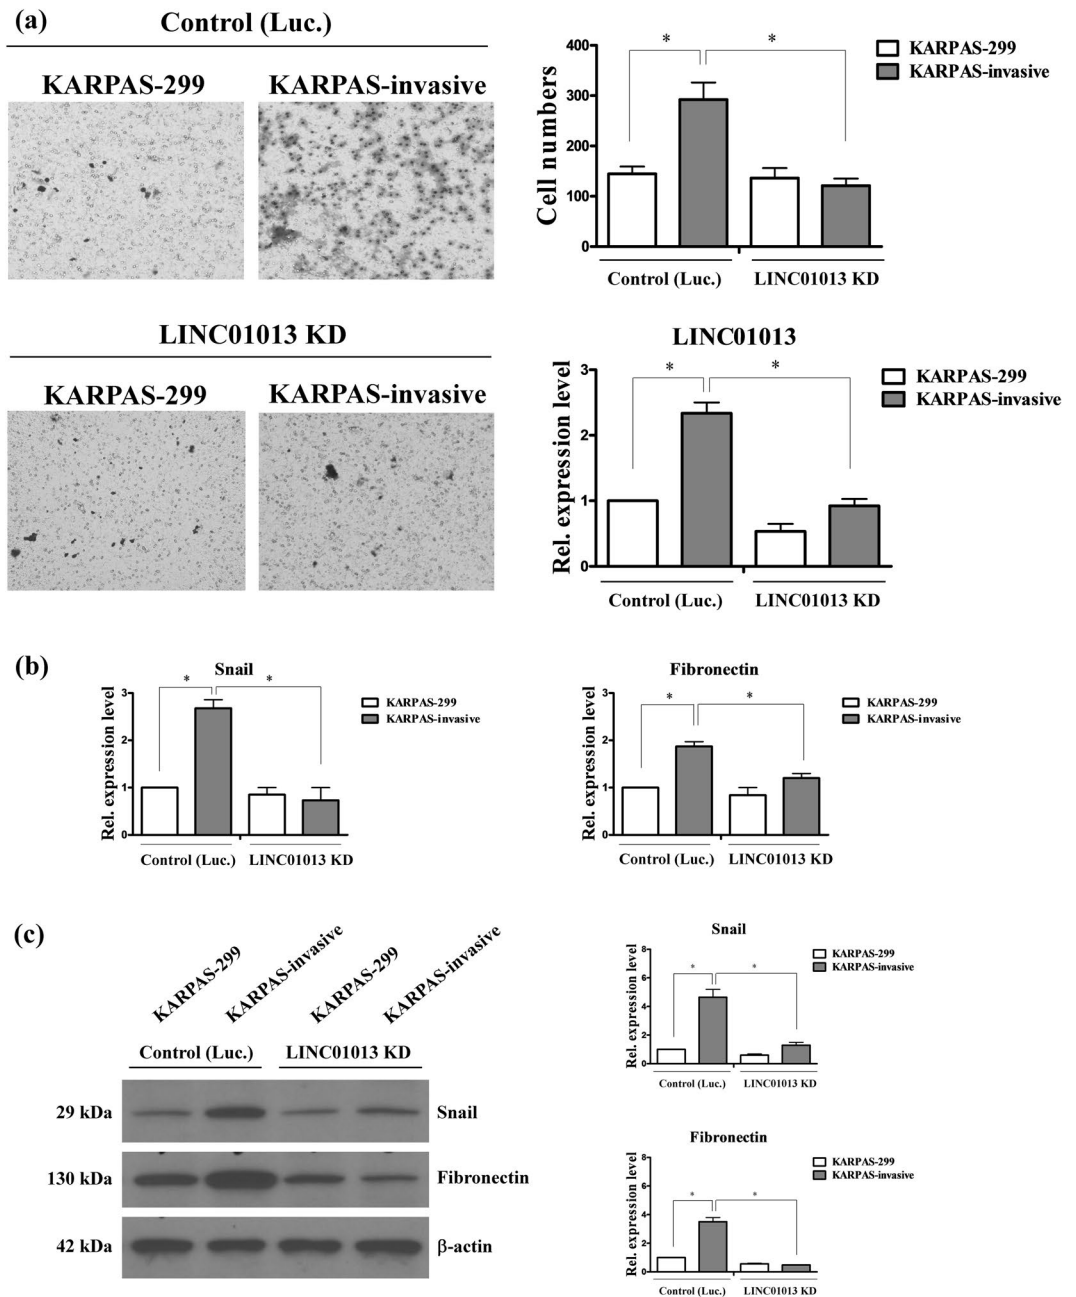 (a)
Control (Luc.)
KARPAS-299
KARPAS-invasive
LINC01013 KD
KARPAS-299
KARPAS-invasive
Cell numbers
400
300
200
100
0
*
*
KARPAS-299
KARPAS-invasive
Control (Luc.)
LINC01013 KD
LINC01013
Rel. expression level
3
2
1
0
*
*
KARPAS-299
KARPAS-invasive
Control (Luc.)
LINC01013 KD
(b)
Snail
Rel. expression level
3
2
1
0
*
*
KARPAS-299
KARPAS-invasive
Control (Luc.)
LINC01013 KD
Fibronectin
Rel. expression level
3
2
1
0
*
*
KARPAS-299
KARPAS-invasive
Control (Luc.)
LINC01013 KD
(c)
KARPAS-299
KARPAS-invasive
KARPAS-299
KARPAS-invasive
Control (Luc.)
LINC01013 KD
29 kDa
Snail
130 kDa
Fibronectin
42 kDa
β-actin
Snail
Rel. expression level
8
6
4
2
0
*
*
KARPAS-299
KARPAS-invasive
Control (Luc.)
LINC01013 KD
Fibronectin
Rel. expression level
8
6
4
2
0
*
*
KARPAS-299
KARPAS-invasive
Control (Luc.)
LINC01013 KD